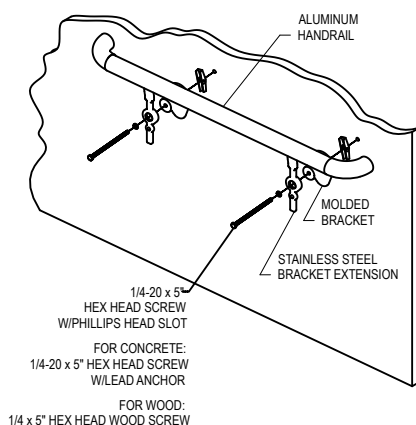 ALUMINUM
HANDRAIL
MOLDED
BRACKET
STAINLESS STEEL
BRACKET EXTENSION
1/4-20 x 5"
HEX HEAD SCREW
W/PHILLIPS HEAD SLOT
FOR CONCRETE:
1/4-20 x 5" HEX HEAD SCREW
W/LEAD ANCHOR
FOR WOOD:
1/4 x 5" HEX HEAD WOOD SCREW